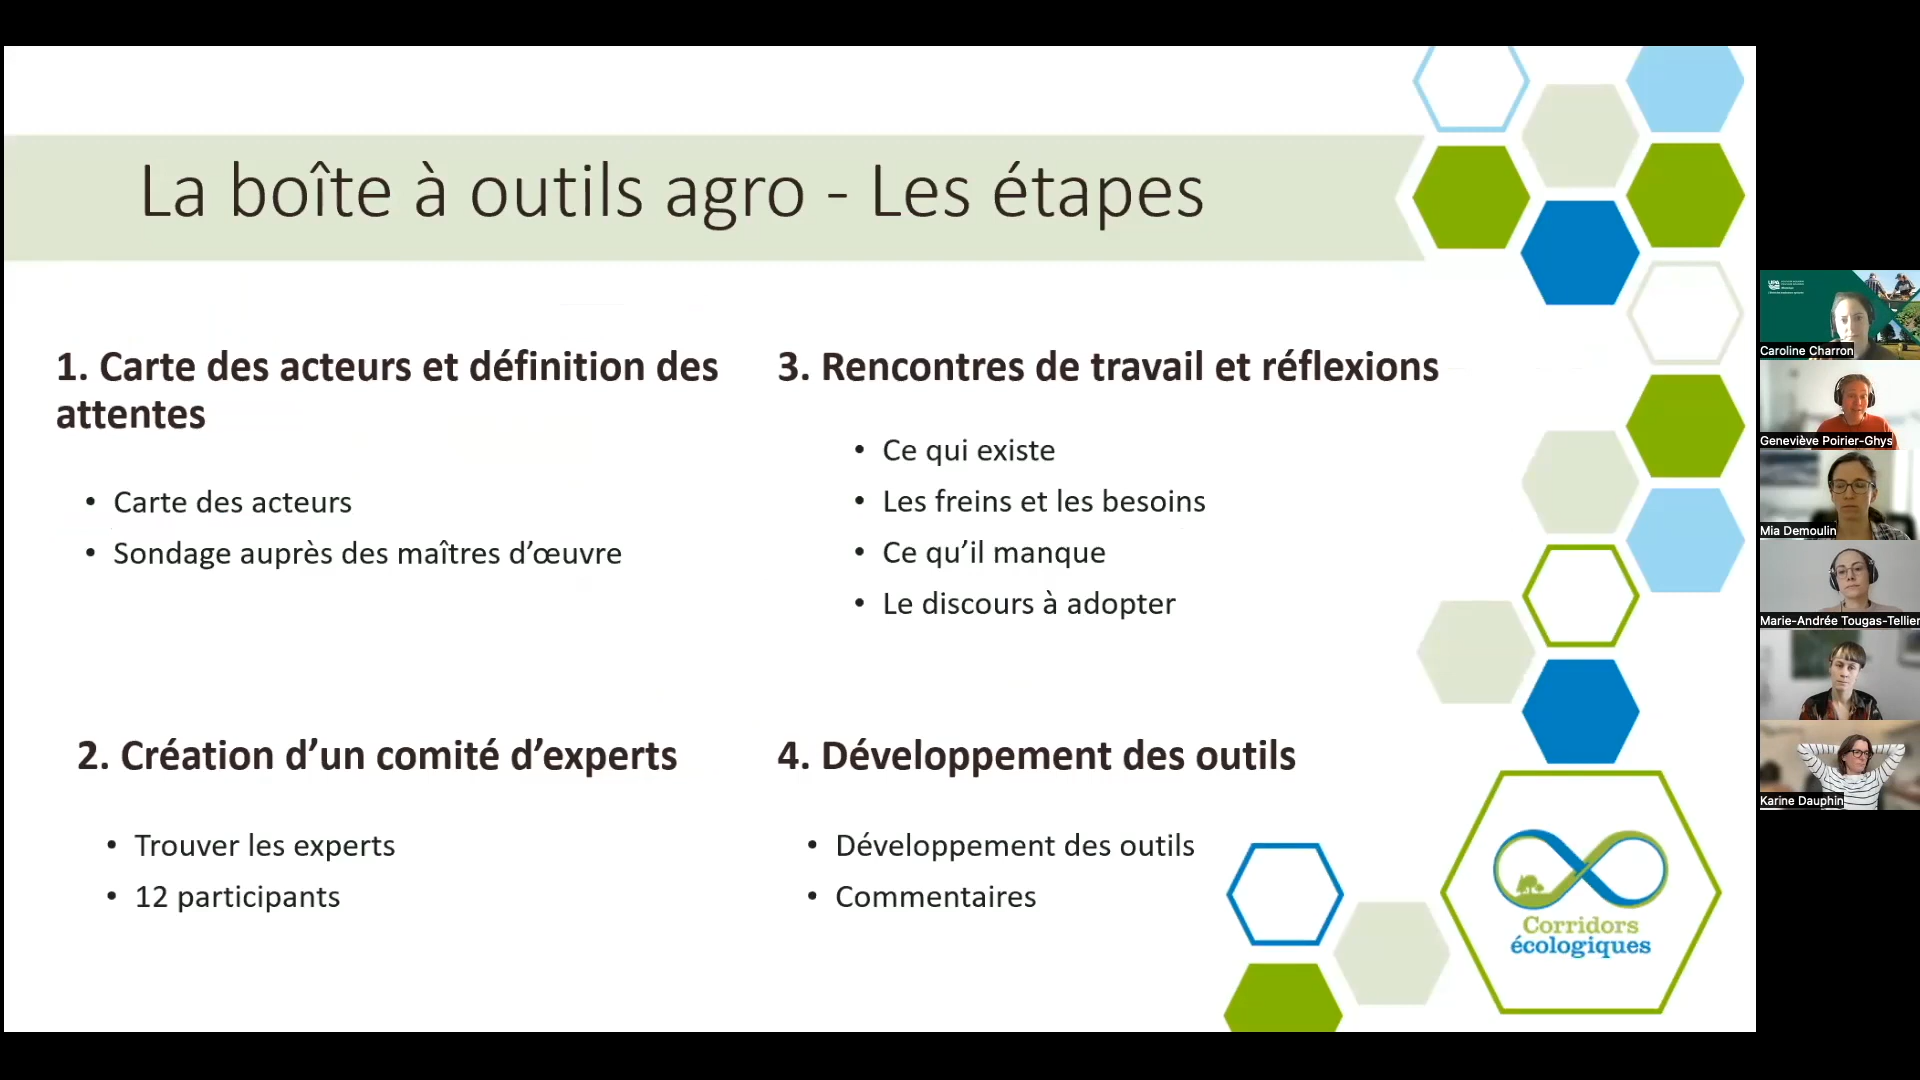 La boîte à outils agro - Les étapes
1. Carte des acteurs et définition des
attentes
• Carte des acteurs
• Sondage auprès des maîtres d’œuvre
2. Création d’un comité d’experts
• Trouver les experts
• 12 participants
3. Rencontres de travail et réflexions
• Ce qui existe
• Les freins et les besoins
• Ce qu’il manque
• Le discours à adopter
4. Développement des outils
• Développement des outils
• Commentaires
Corridors
écologiques
UPA
Caroline Charron
Geneviève Poirier-Ghys
Mia Demoulin
Marie-Andrée Tougas-Tellier
Karine Dauphin